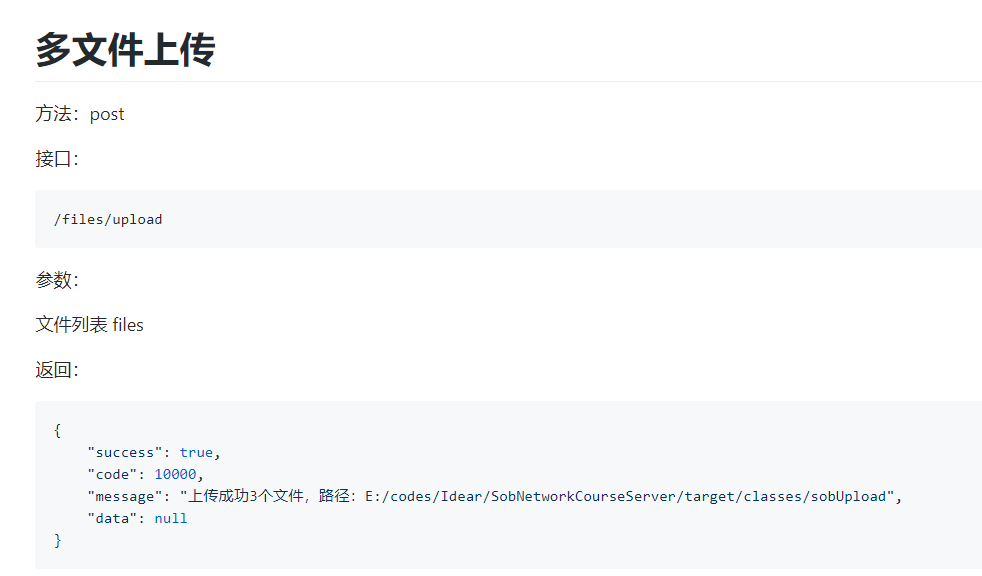 多文件上传
方法：post
接口：
/files/upload
参数：
文件列表 files
返回：
{
    "success": true,
    "code": 10000,
    "message": "上传成功3个文件，路径：E:/codes/Idear/SobNetworkCourseServer/target/classes/sobUpload",
    "data": null
}